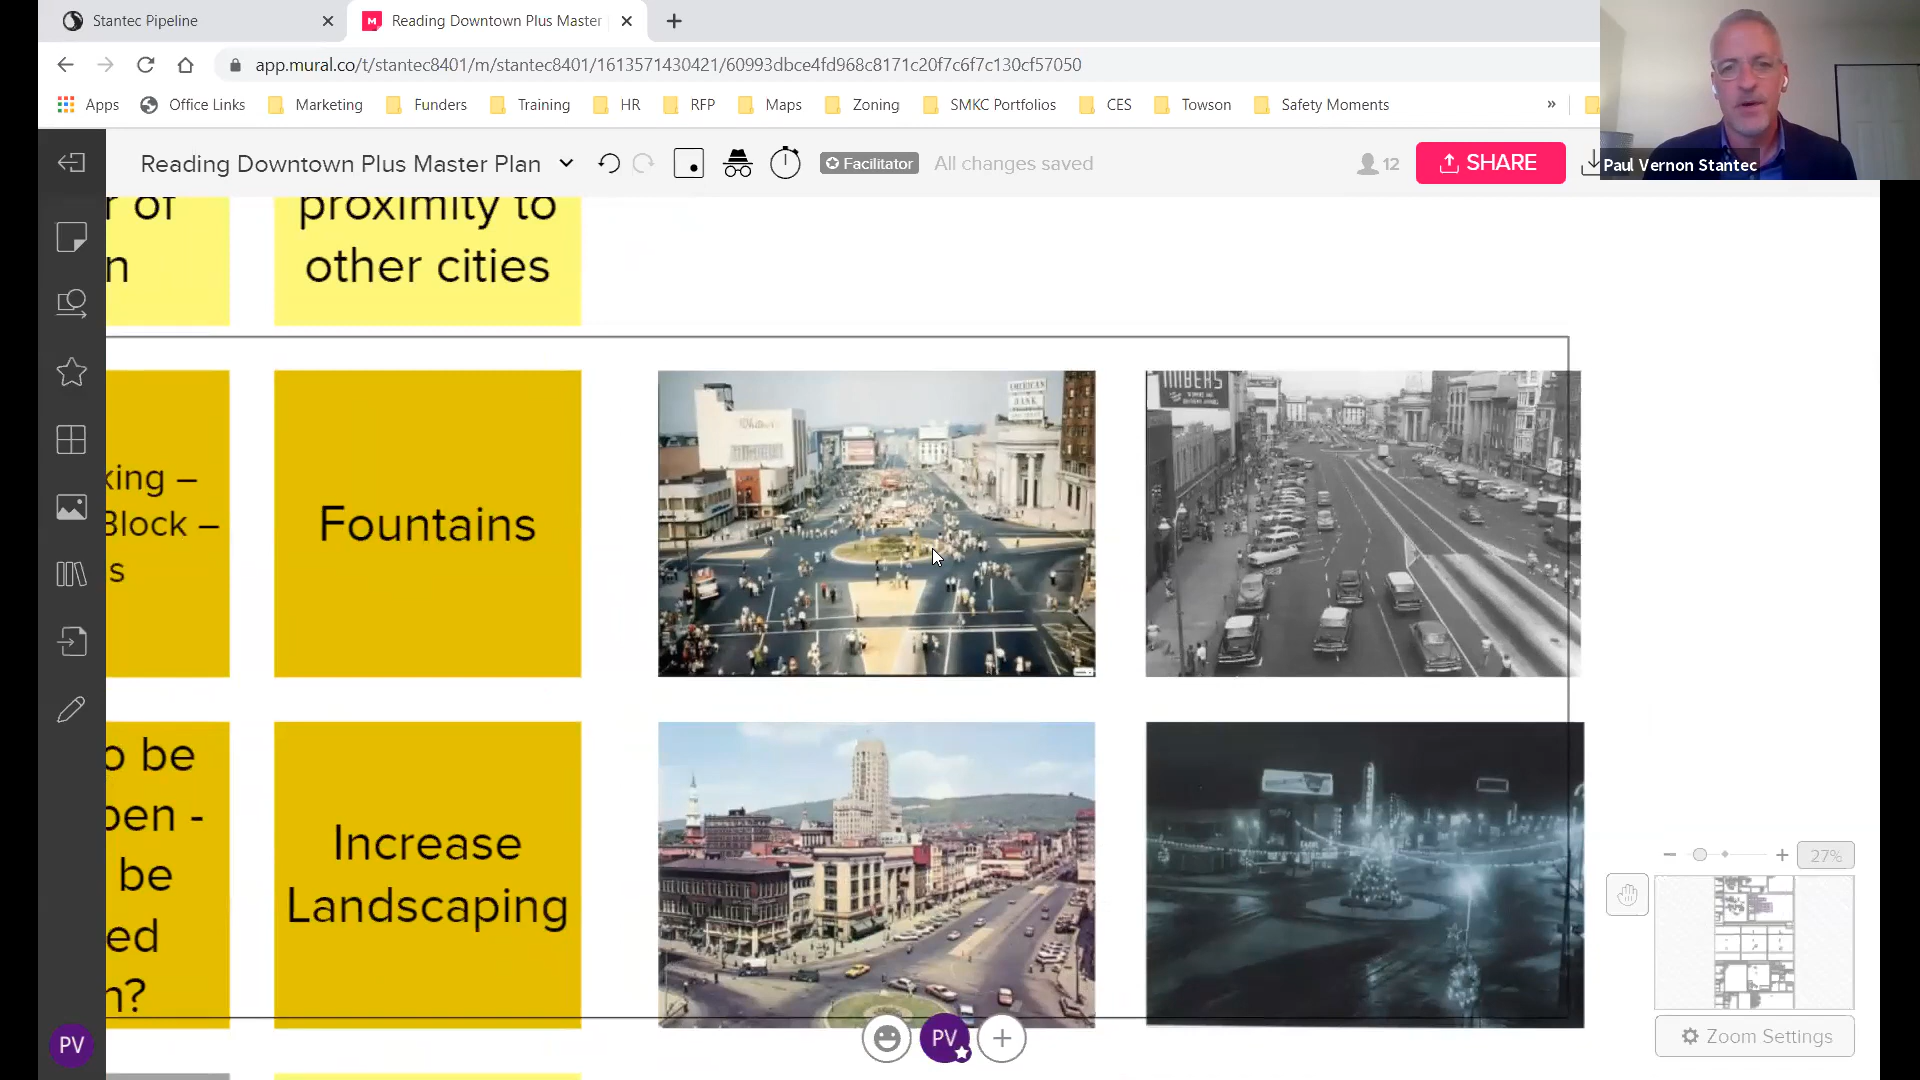 Stantec Pipeline
Reading Downtown Plus Master
app.mural.co/t/stantec8401/m/stantec8401/1613571430421/60993dbce4fd968c8171c20f7c6f7c130cf57050
Apps Office Links Marketing Funders Training HR RFP Maps Zoning SMKC Portfolios CES Towson Safety Moments »
Reading Downtown Plus Master Plan
Facilitator
All changes saved
12
SHARE
Paul Vernon Stantec
r of
n
proximity to
other cities
king –
Block –
s
Fountains
AMERICAN
BANK
o be
pen -
be
ed
n?
Increase
Landscaping
27%
Zoom Settings
PV
PV